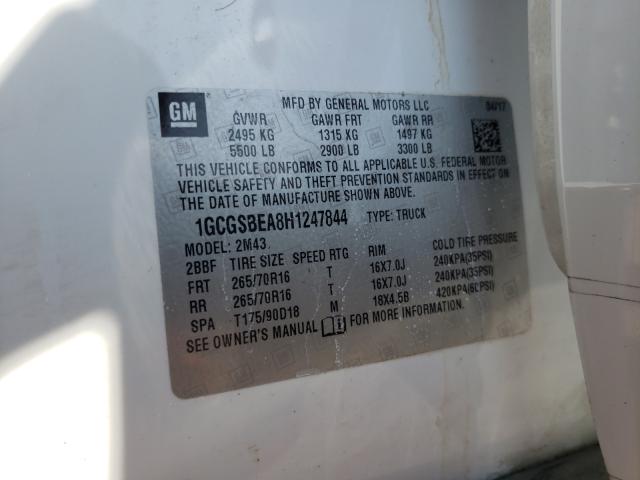 GM
MFD BY GENERAL MOTORS LLC 04/17
GVWR GAWR FRT GAWR RR
2495 KG 1315 KG 1497 KG
5500 LB 2900 LB 3300 LB
THIS VEHICLE CONFORMS TO ALL APPLICABLE U.S. FEDERAL MOTOR
VEHICLE SAFETY AND THEFT PREVENTION STANDARDS IN EFFECT ON
THE DATE OF MANUFACTURE SHOWN ABOVE.
1GCGSBEA8H1247844 TYPE: TRUCK
MODEL: 2M43
2BBF TIRE SIZE SPEED RTG RIM COLD TIRE PRESSURE
FRT 265/70R16 T 16X7.0J 240KPA(35PSI)
RR 265/70R16 T 16X7.0J 240KPA(35PSI)
SPA T175/90D18 M 18X4.5B 420KPA(60PSI)
SEE OWNER'S MANUAL FOR MORE INFORMATION.